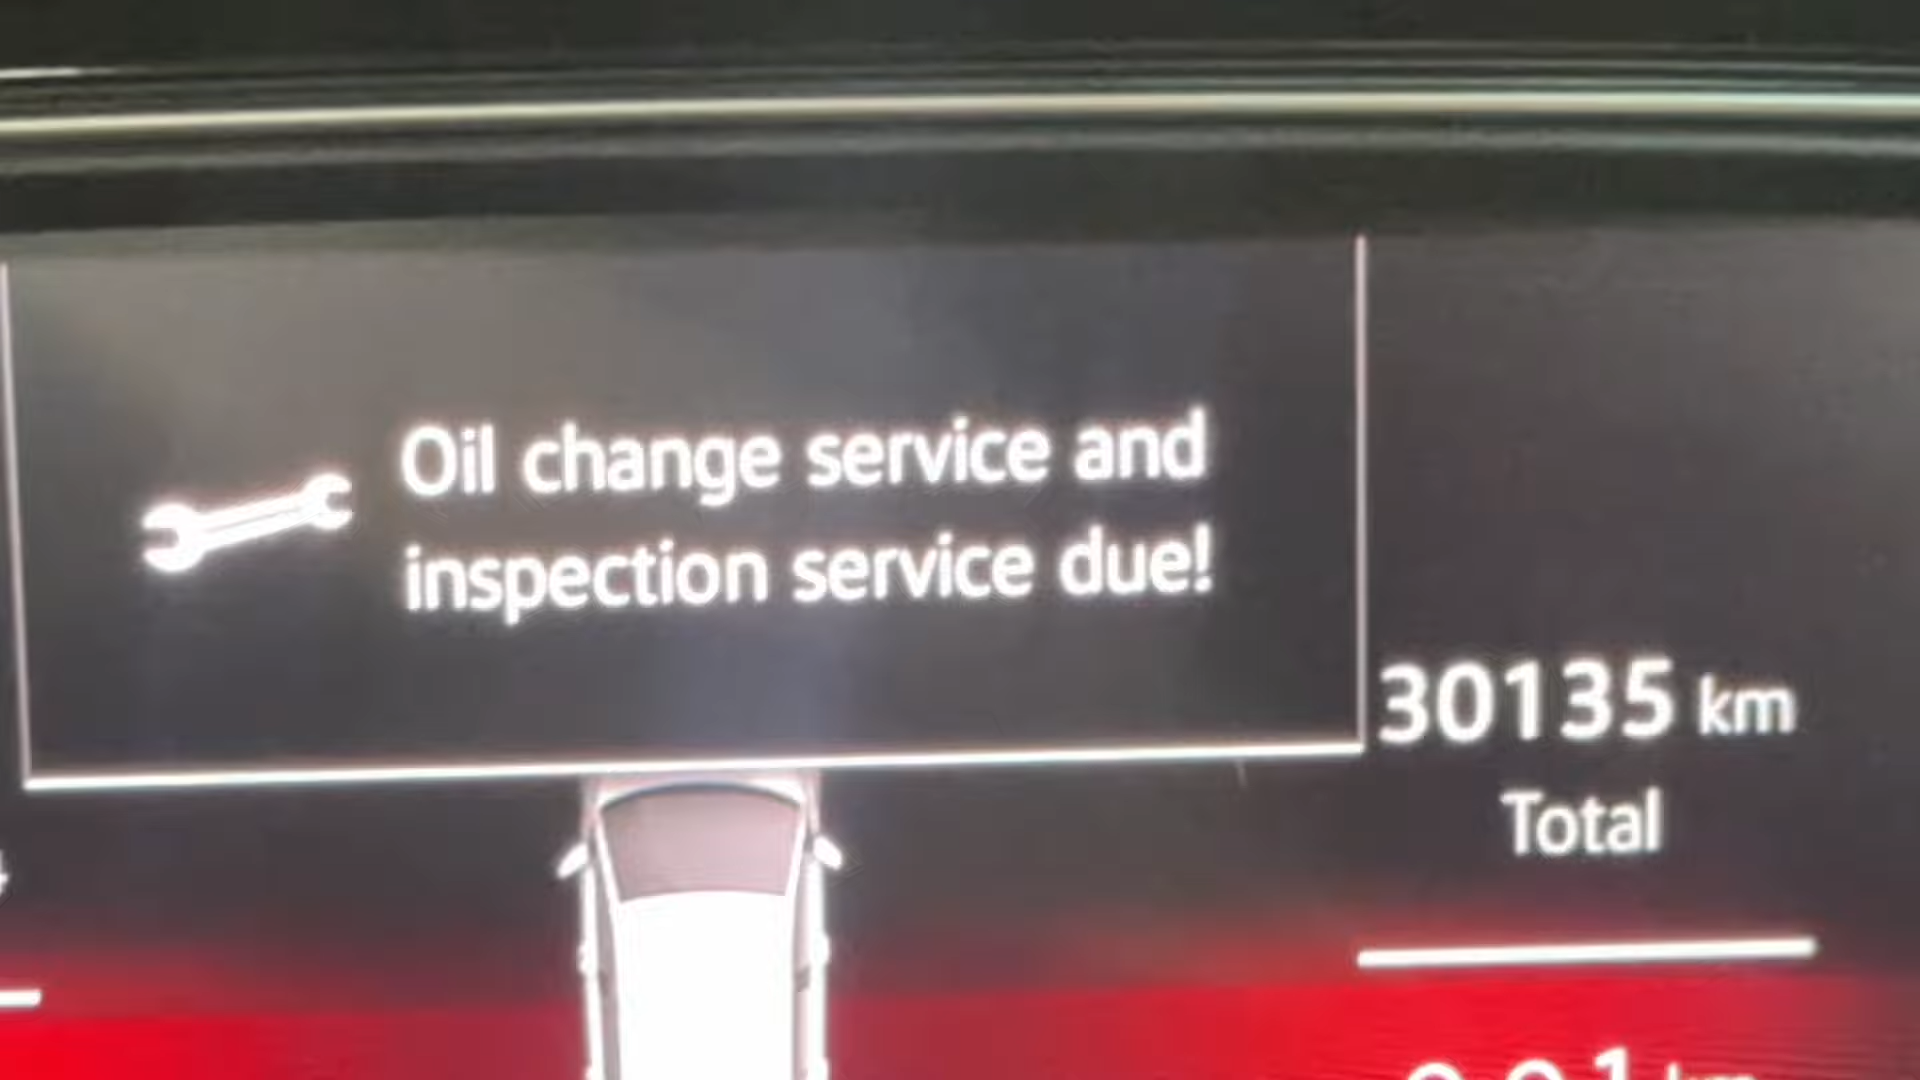 Oil change service and
inspection service due!
30135 km
Total